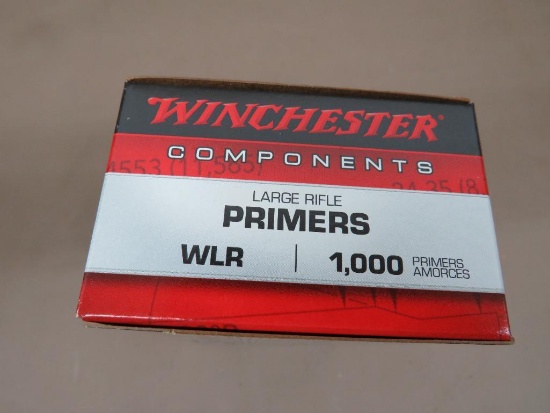 WINCHESTER
COMPONENTS
LARGE RIFLE
PRIMERS
WLR | 1,000 PRIMERS
AMORCES